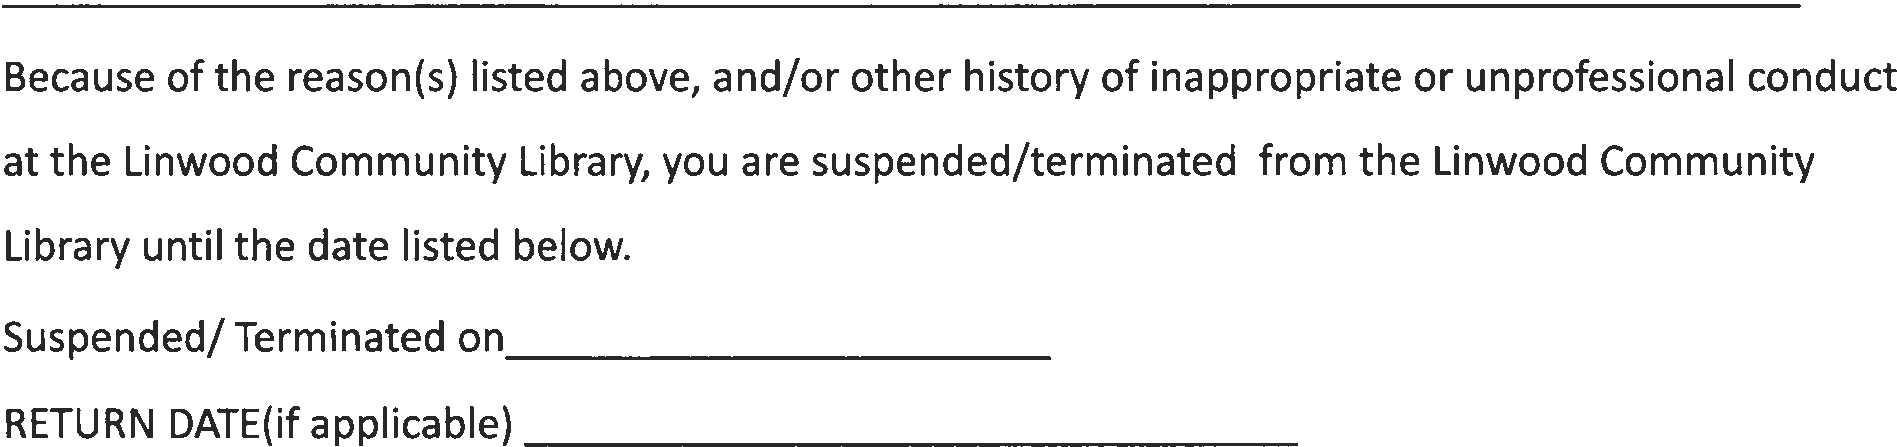 Because of the reason(s) listed above, and/or other history of inappropriate or unprofessional conduct
at the Linwood Community Library, you are suspended/terminated from the Linwood Community
Library until the date listed below.
Suspended/ Terminated on____________________
RETURN DATE(if applicable) ____________________________